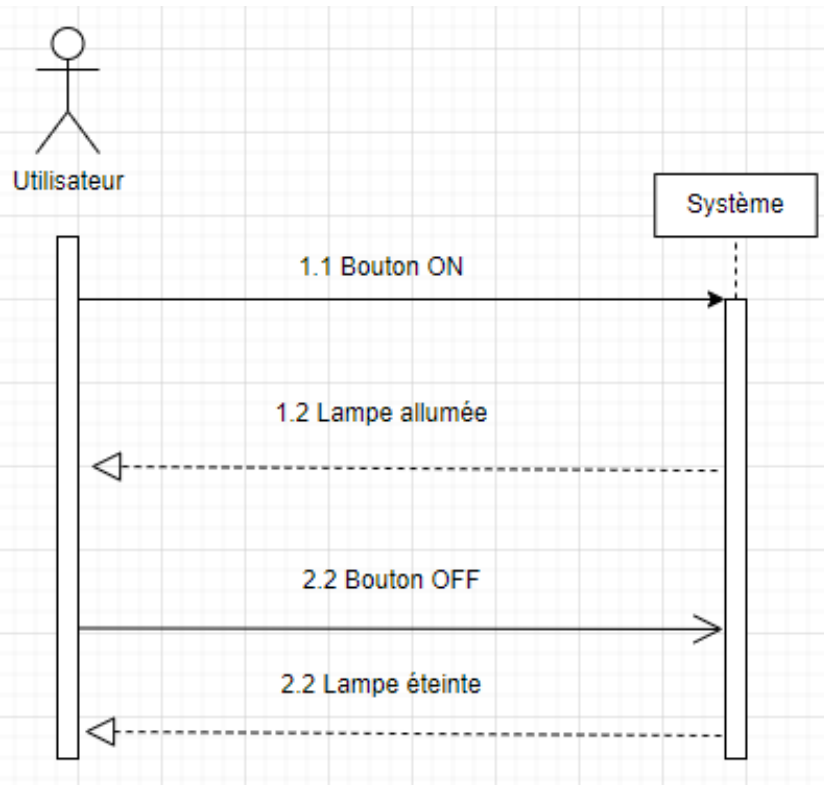 Utilisateur
Système
1.1 Bouton ON
1.2 Lampe allumée
2.2 Bouton OFF
2.2 Lampe éteinte